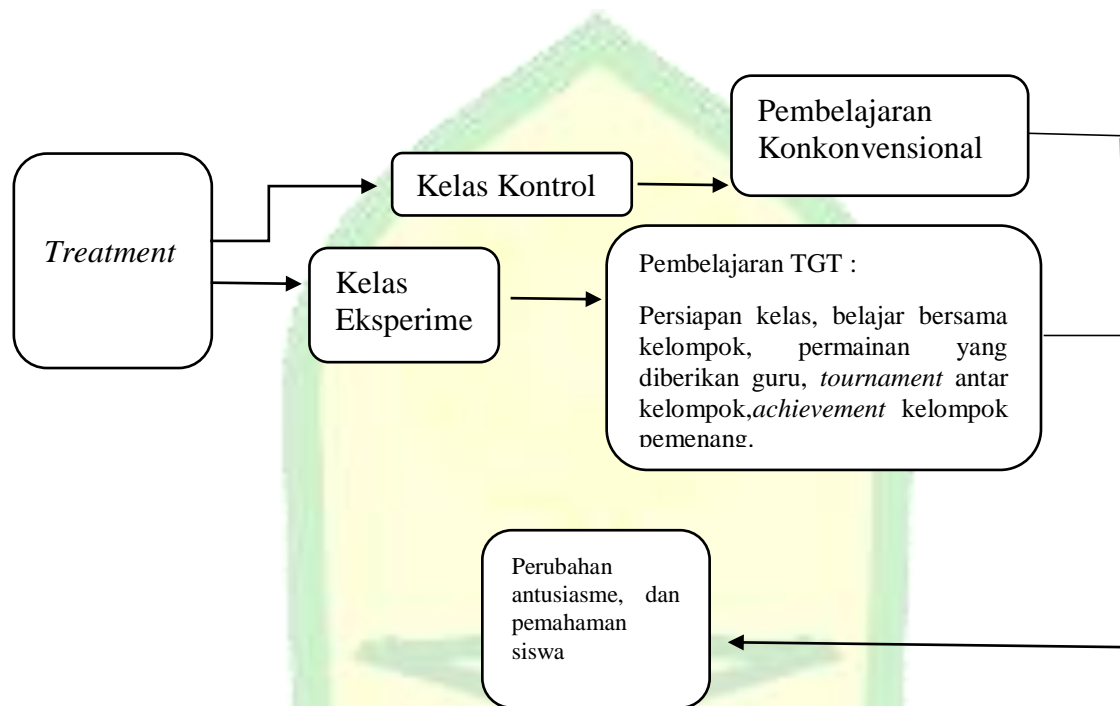 Treatment
Kelas Kontrol
Pembelajaran
Konkonvensional
Kelas
Eksperime
Pembelajaran TGT :
Persiapan kelas, belajar bersama
kelompok, permainan yang
diberikan guru, tournament antar
kelompok,achievement kelompok
pemenang.
Perubahan
antusiasme, dan
pemahaman
siswa